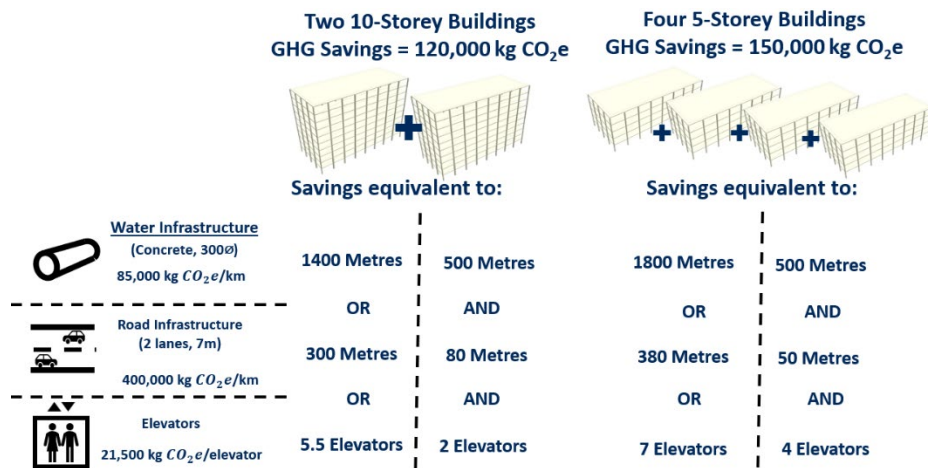 Two 10-Storey Buildings
GHG Savings = 120,000 kg CO₂e
Four 5-Storey Buildings
GHG Savings = 150,000 kg CO₂e
Savings equivalent to:
Savings equivalent to:
Water Infrastructure
(Concrete, 300Ø)
85,000 kg CO₂e/km
1400 Metres
500 Metres
1800 Metres
500 Metres
OR
AND
OR
AND
Road Infrastructure
(2 lanes, 7m)
400,000 kg CO₂e/km
300 Metres
80 Metres
380 Metres
50 Metres
OR
AND
OR
AND
Elevators
21,500 kg CO₂e/elevator
5.5 Elevators
2 Elevators
7 Elevators
4 Elevators